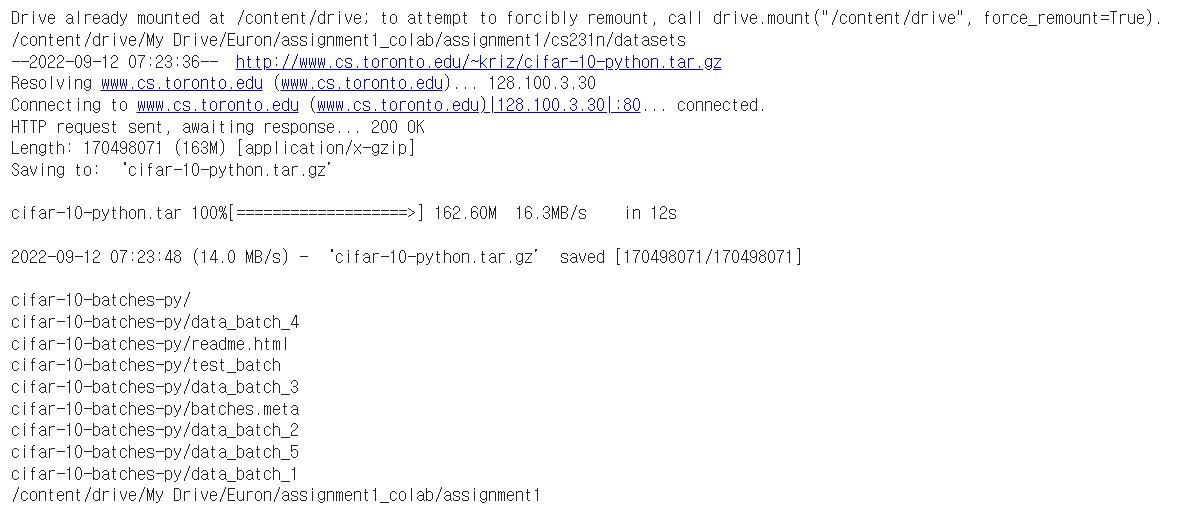 Drive already mounted at /content/drive; to attempt to forcibly remount, call drive.mount("/content/drive", force_remount=True).
/content/drive/My Drive/Euron/assignment1_colab/assignment1/cs231n/datasets
--2022-09-12 07:23:36--  http://www.cs.toronto.edu/~kriz/cifar-10-python.tar.gz
Resolving www.cs.toronto.edu (www.cs.toronto.edu)... 128.100.3.30
Connecting to www.cs.toronto.edu (www.cs.toronto.edu)|128.100.3.30|:80... connected.
HTTP request sent, awaiting response... 200 OK
Length: 170498071 (163M) [application/x-gzip]
Saving to: ‘cifar-10-python.tar.gz’
cifar-10-python.tar 100%[===================>] 162.60M  16.3MB/s    in 12s
2022-09-12 07:23:48 (14.0 MB/s) - ‘cifar-10-python.tar.gz’ saved [170498071/170498071]
cifar-10-batches-py/
cifar-10-batches-py/data_batch_4
cifar-10-batches-py/readme.html
cifar-10-batches-py/test_batch
cifar-10-batches-py/data_batch_3
cifar-10-batches-py/batches.meta
cifar-10-batches-py/data_batch_2
cifar-10-batches-py/data_batch_5
cifar-10-batches-py/data_batch_1
/content/drive/My Drive/Euron/assignment1_colab/assignment1